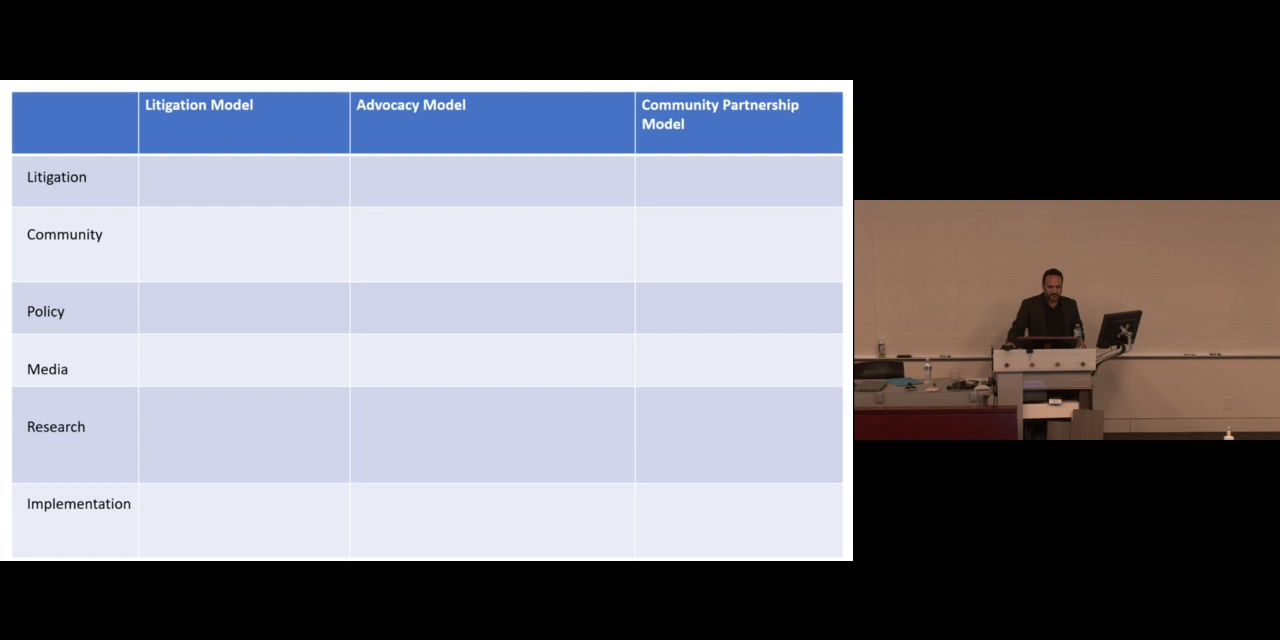 Litigation Model
Advocacy Model
Community Partnership
Model
Litigation
Community
Policy
Media
Research
Implementation